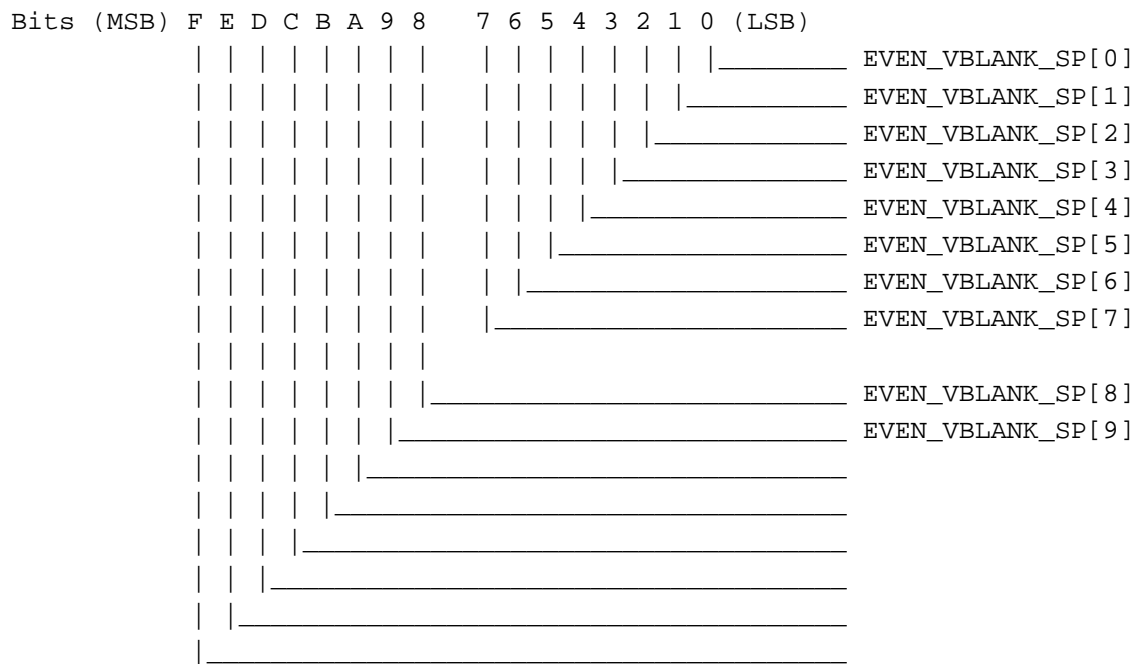 Bits (MSB) F E D C B A 9 8 7 6 5 4 3 2 1 0 (LSB)
EVEN_VBLANK_SP[0]
EVEN_VBLANK_SP[1]
EVEN_VBLANK_SP[2]
EVEN_VBLANK_SP[3]
EVEN_VBLANK_SP[4]
EVEN_VBLANK_SP[5]
EVEN_VBLANK_SP[6]
EVEN_VBLANK_SP[7]
EVEN_VBLANK_SP[8]
EVEN_VBLANK_SP[9]